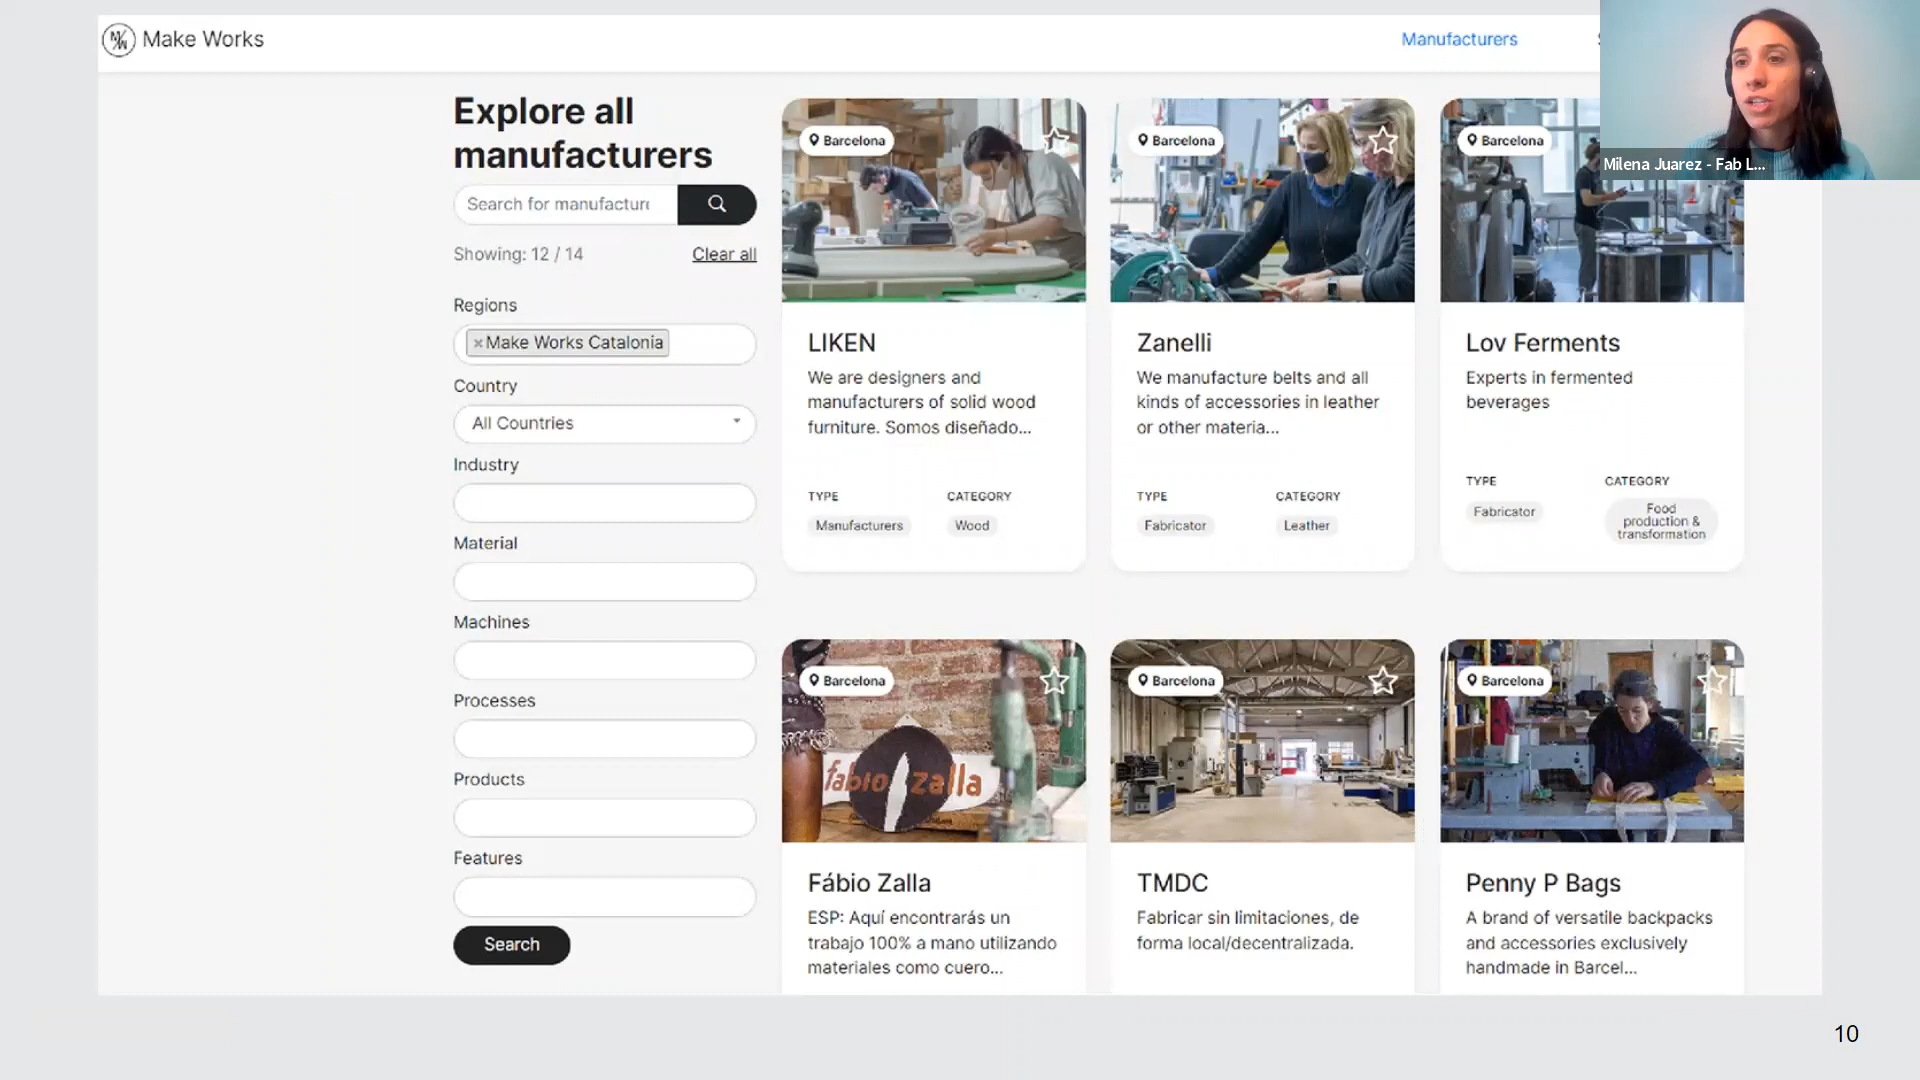 Make Works
Manufacturers
Milena Juarez - Fab L...
Explore all
manufacturers
Search for manufacture
Showing: 12 / 14
Clear all
Regions
×Make Works Catalonia
Country
All Countries
Industry
Material
Machines
Processes
Products
Features
Search
Barcelona
LIKEN
We are designers and
manufacturers of solid wood
furniture. Somos diseñado...
TYPE
CATEGORY
Manufacturers
Wood
Barcelona
Zanelli
We manufacture belts and all
kinds of accessories in leather
or other materia...
TYPE
CATEGORY
Fabricator
Leather
Barcelona
Lov Ferments
Experts in fermented
beverages
TYPE
CATEGORY
Fabricator
Food
production &
transformation
Barcelona
fabio zalla
Fábio Zalla
ESP: Aquí encontrarás un
trabajo 100% a mano utilizando
materiales como cuero...
Barcelona
TMDC
Fabricar sin limitaciones, de
forma local/decentralizada.
Barcelona
Penny P Bags
A brand of versatile backpacks
and accessories exclusively
handmade in Barcel...
10